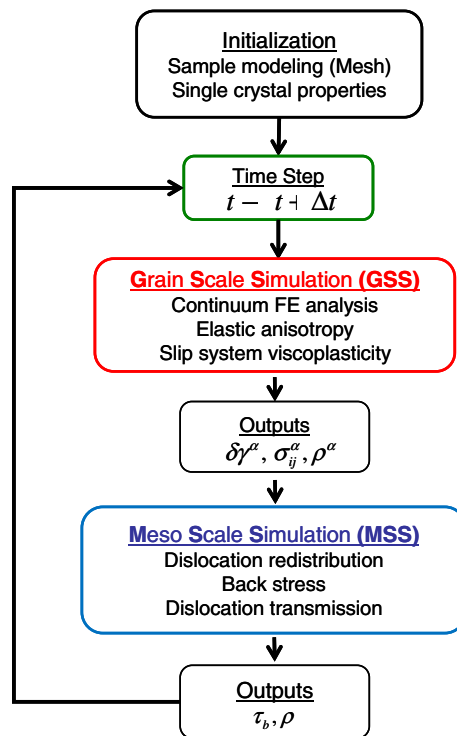 Initialization
Sample modeling (Mesh)
Single crystal properties
Time Step
t − t + Δt
Grain Scale Simulation (GSS)
Continuum FE analysis
Elastic anisotropy
Slip system viscoplasticity
Outputs
δγ^α, σ_ij^α, ρ^α
Meso Scale Simulation (MSS)
Dislocation redistribution
Back stress
Dislocation transmission
Outputs
τ_b, ρ